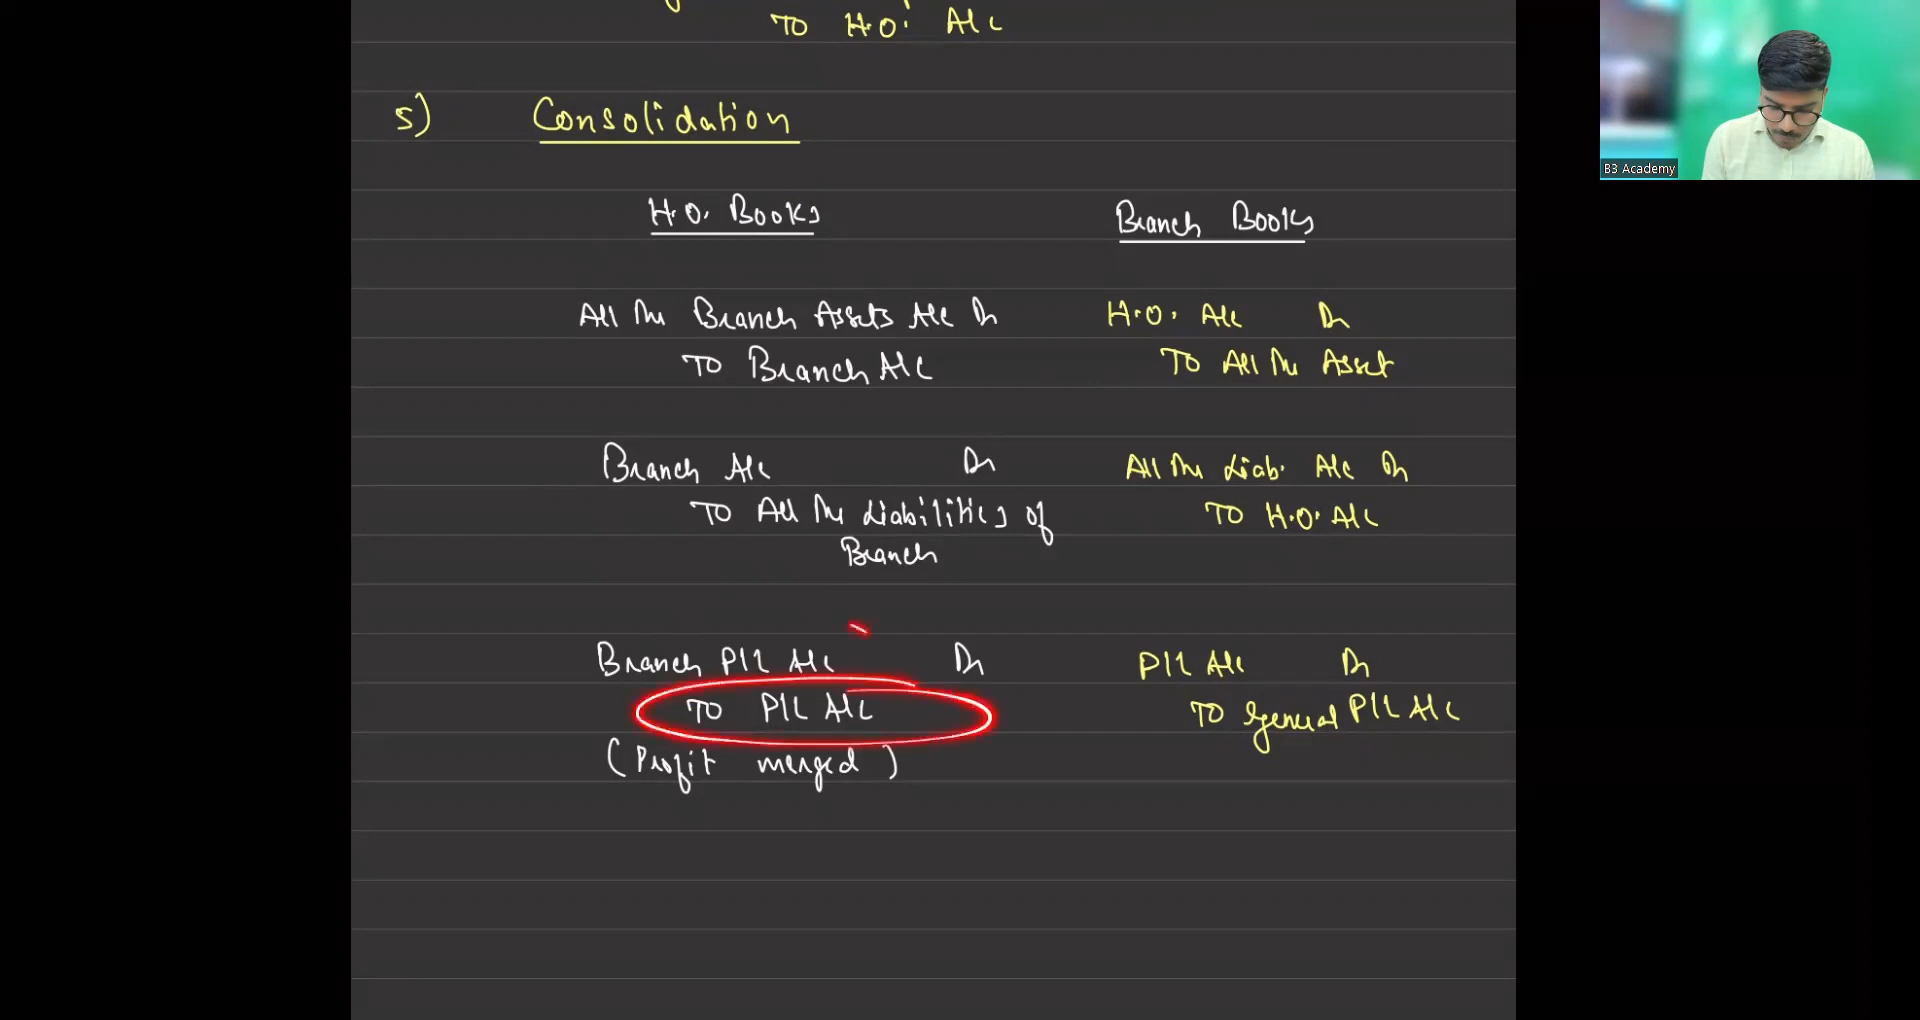 To H.O. A/c
5) Consolidation
H.O. Books
Branch Books
All the Branch Assets A/c Dr
To Branch A/c
H.O. A/c Dr
To All the Asset
Branch A/c Dr
To All the Liabilities of
Branch
All the Liab. A/c Dr
To H.O. A/c
Branch P/L A/c Dr
To P/L A/c
(Profit merged)
P/L A/c Dr
To General P/L A/c
B3 Academy